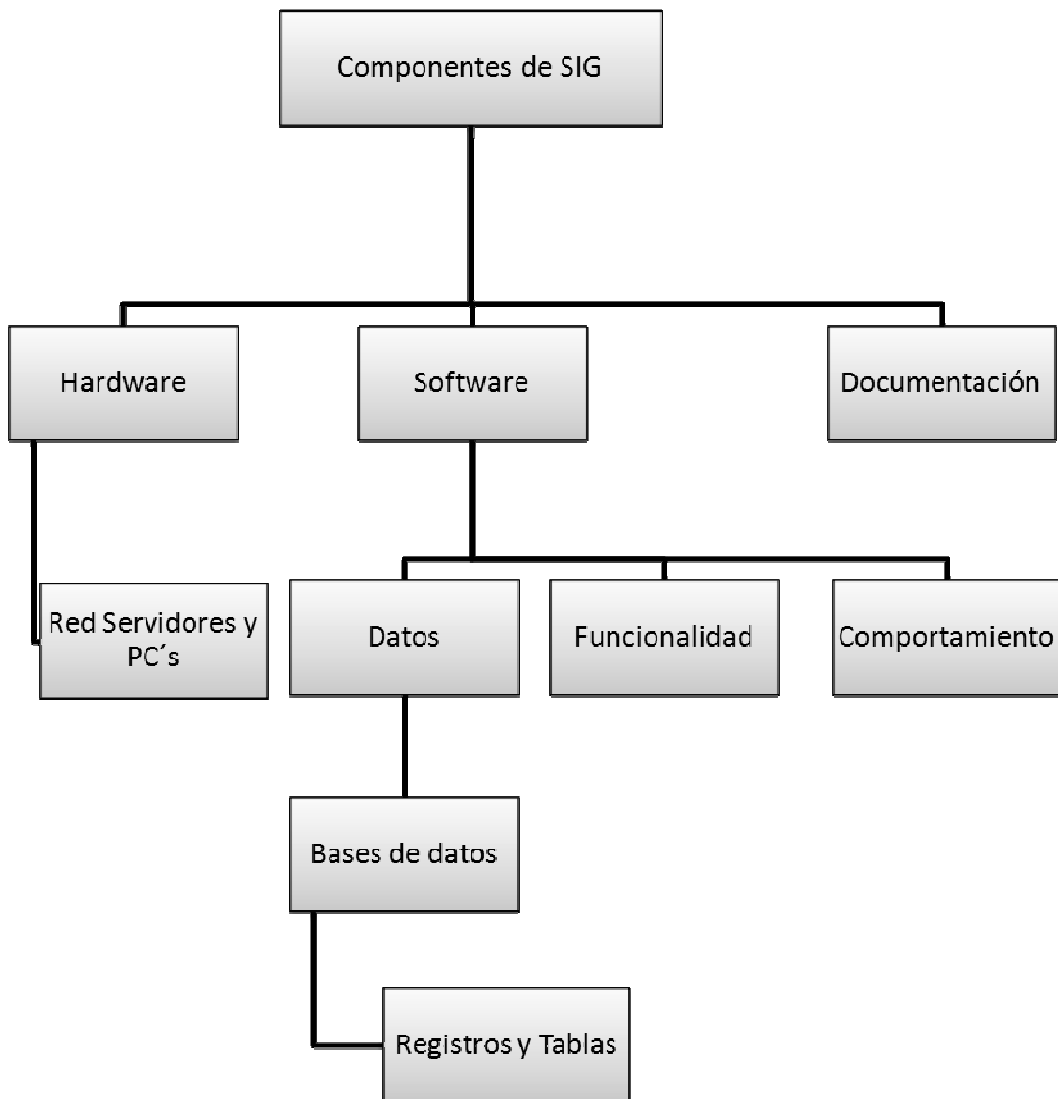 Componentes de SIG
Hardware
Software
Documentación
Red Servidores y
PC´s
Datos
Funcionalidad
Comportamiento
Bases de datos
Registros y Tablas